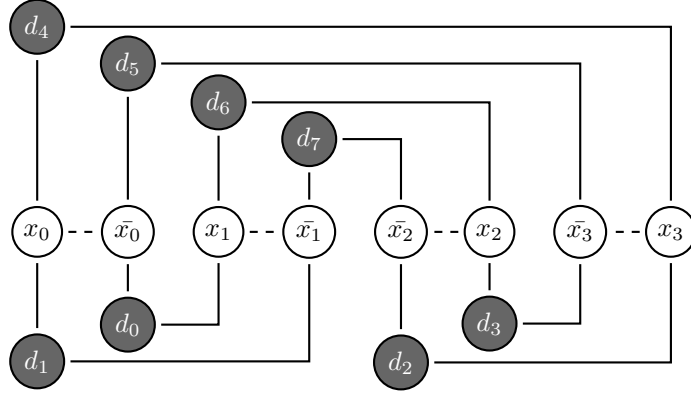 d₄
d₅
d₆
d₇
x₀ x̄₀ x₁ x̄₁ x̄₂ x₂ x̄₃ x₃
d₀ d₃
d₁ d₂